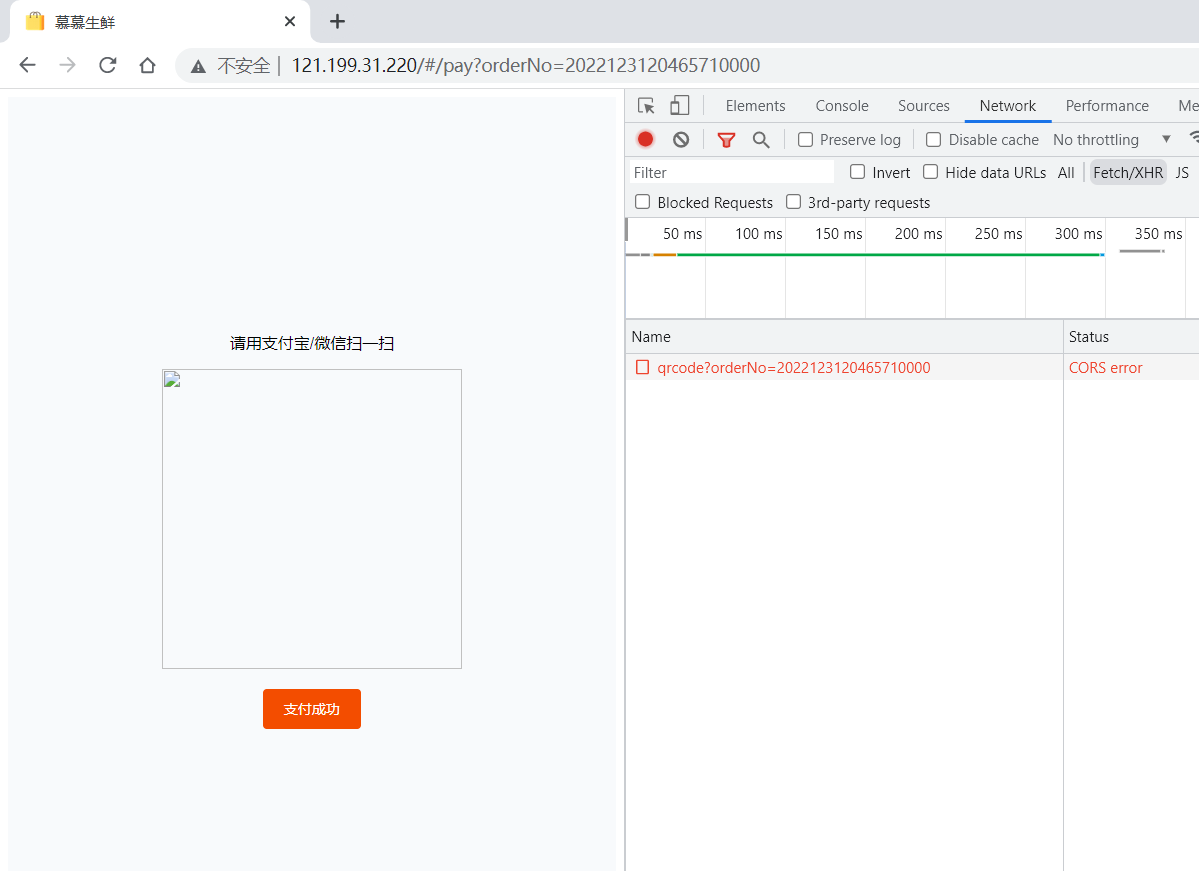 慕慕生鲜
不安全 | 121.199.31.220/#/pay?orderNo=2022123120465710000
Elements Console Sources Network Performance Me
Preserve log Disable cache No throttling
Filter Invert Hide data URLs All Fetch/XHR JS
Blocked Requests 3rd-party requests
50 ms 100 ms 150 ms 200 ms 250 ms 300 ms 350 ms
Name Status
qrcode?orderNo=2022123120465710000 CORS error
请用支付宝/微信扫一扫
支付成功